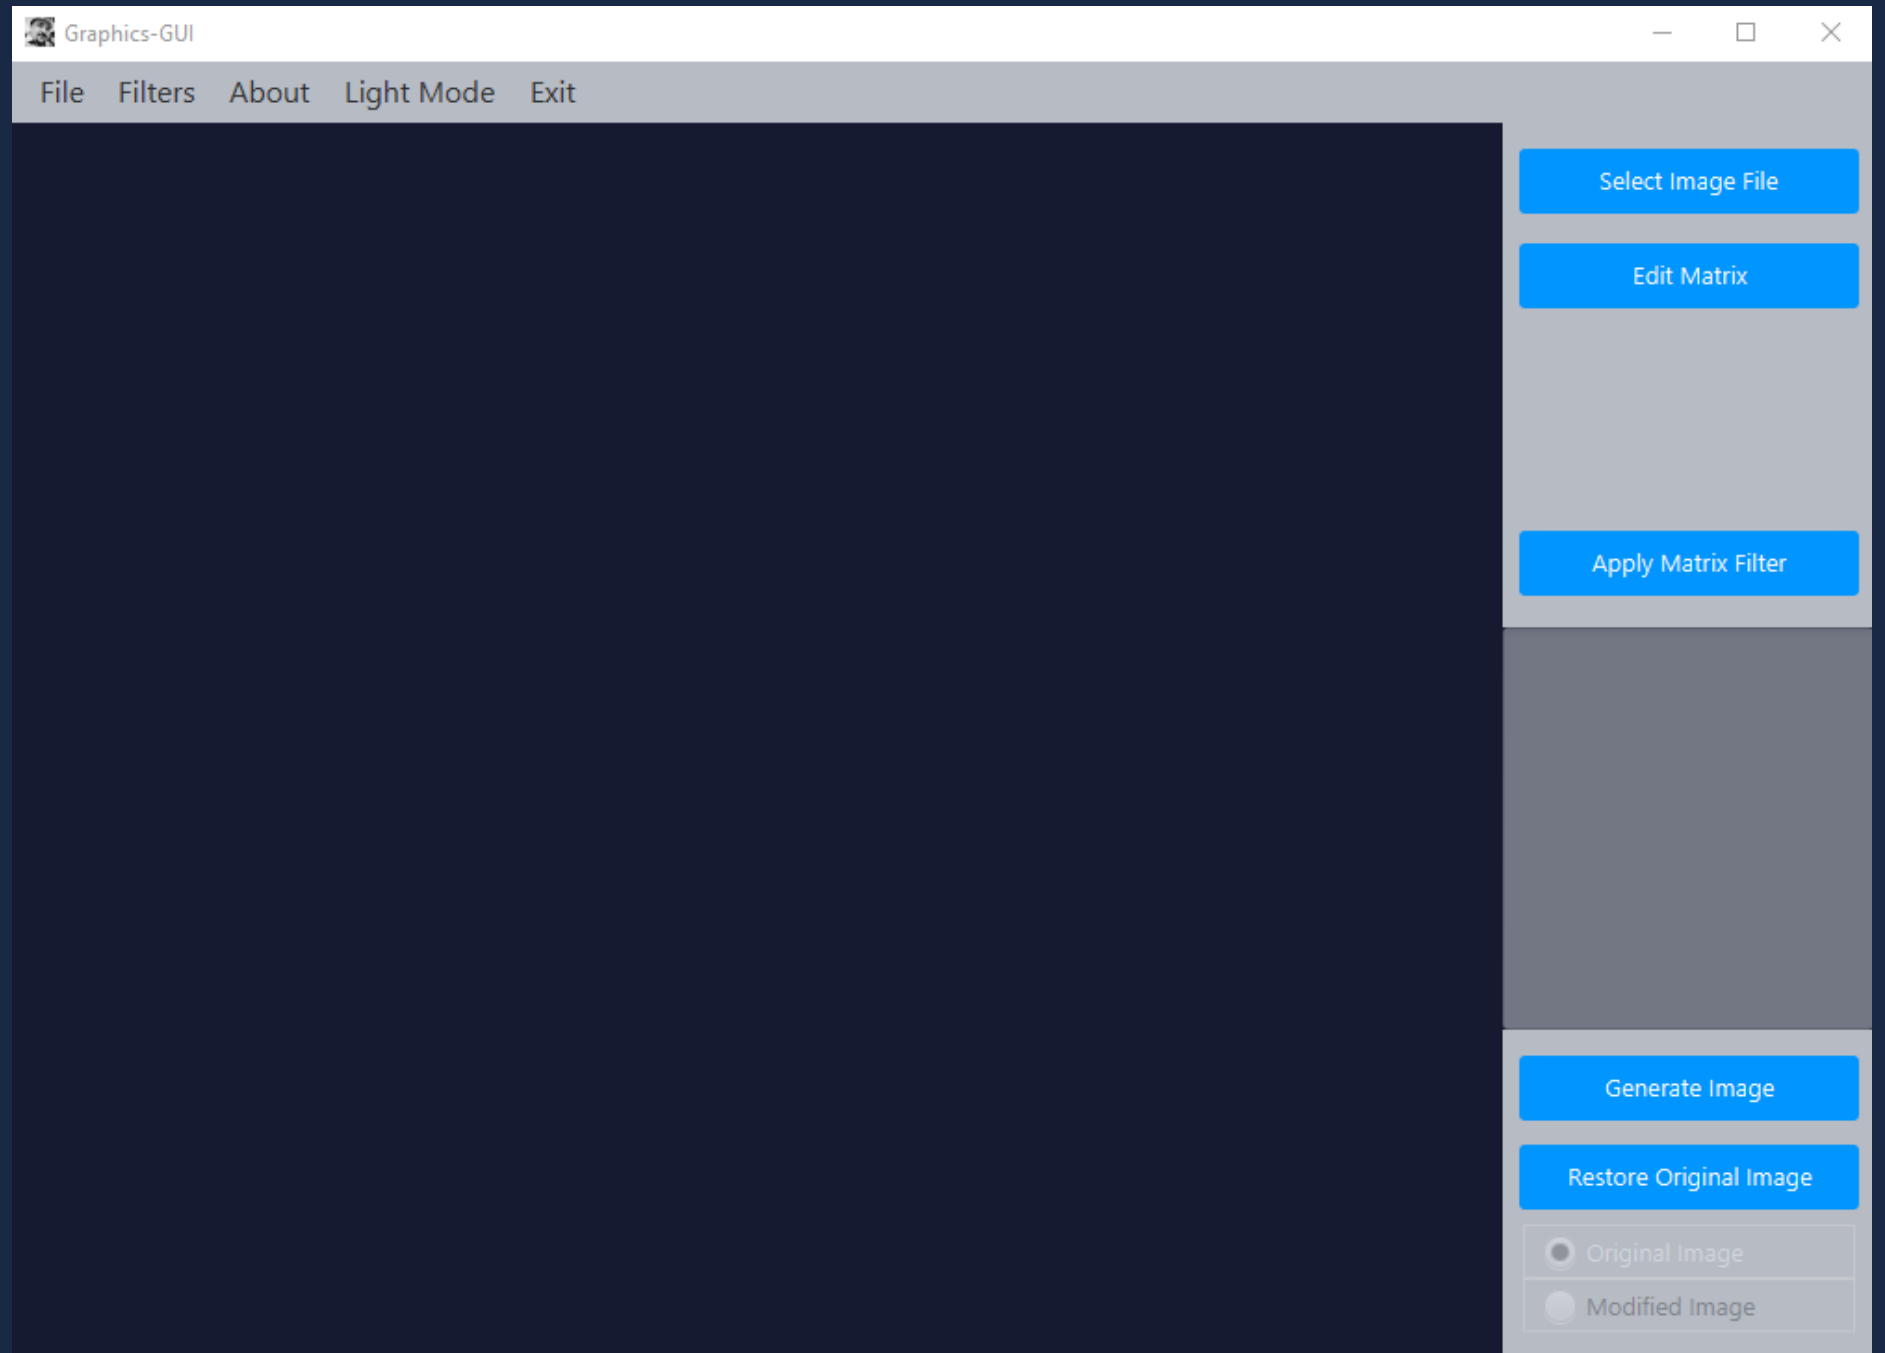 Graphics-GUI
File Filters About Light Mode Exit
Select Image File
Edit Matrix
Apply Matrix Filter
Generate Image
Restore Original Image
Original Image
Modified Image